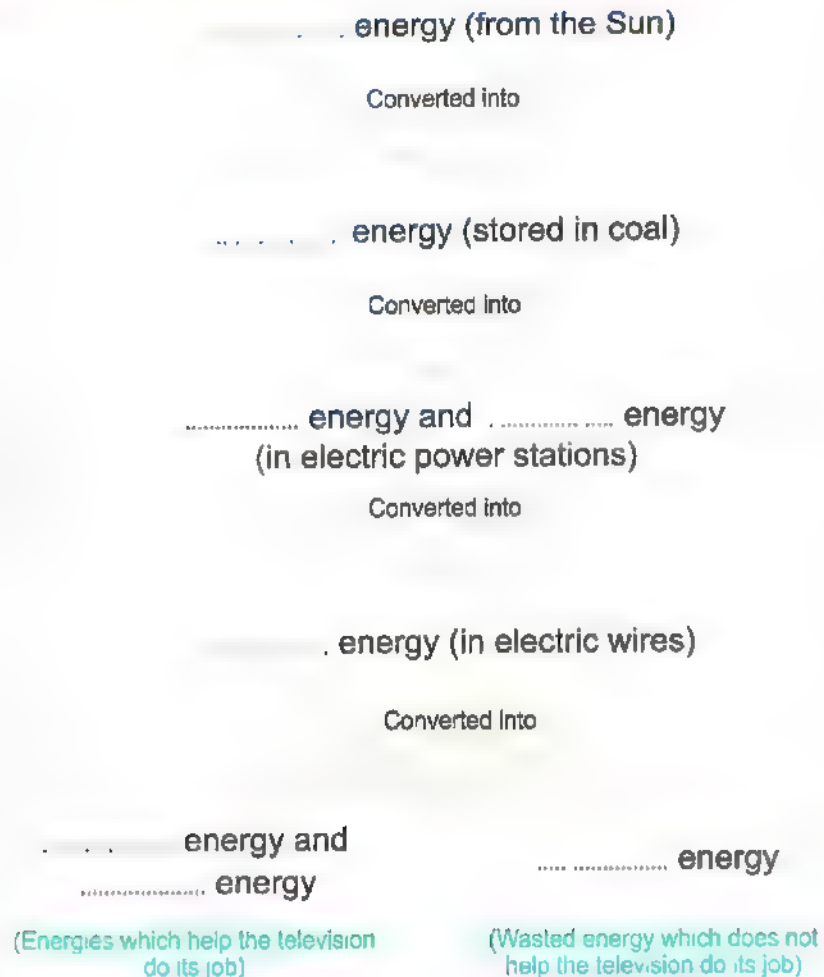 ............ energy (from the Sun)
Converted into
............ energy (stored in coal)
Converted into
............ energy and ............ energy
(in electric power stations)
Converted into
............ energy (in electric wires)
Converted into
............ energy and
............ energy
(Energies which help the television
do its job)
............ energy
(Wasted energy which does not
help the television do its job)